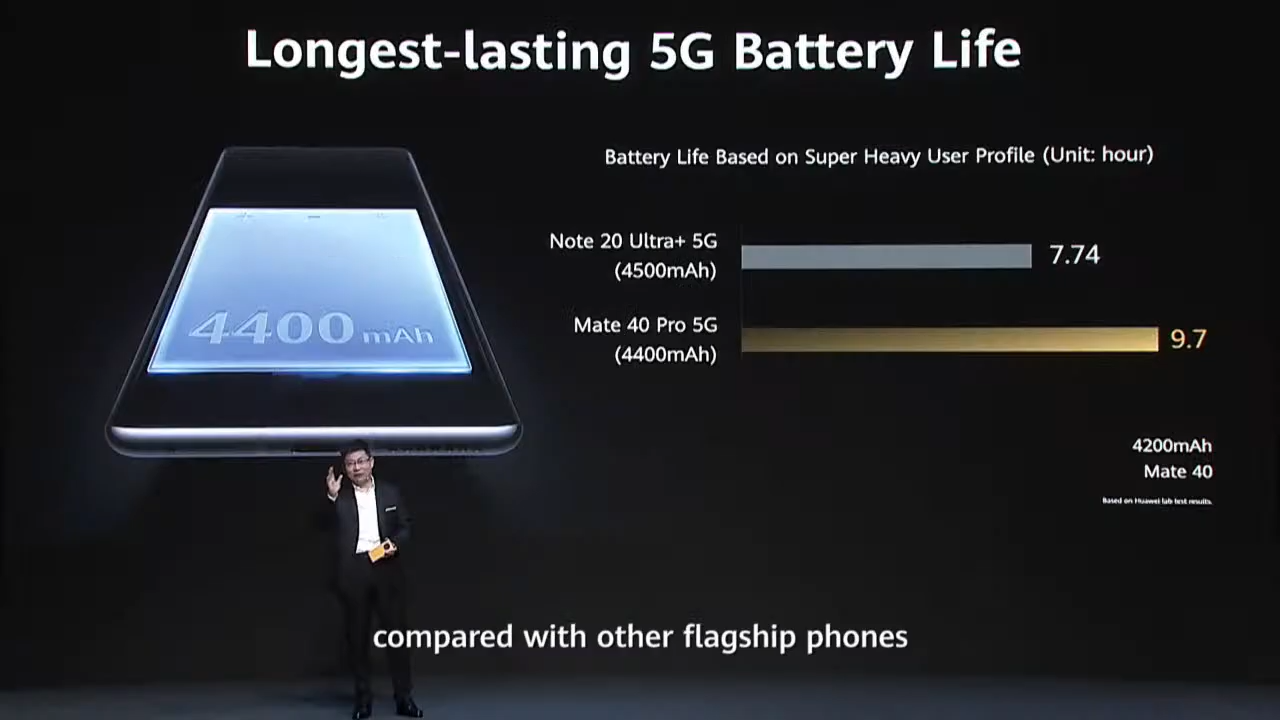 Longest-lasting 5G Battery Life
4400 mAh
Battery Life Based on Super Heavy User Profile (Unit: hour)
Note 20 Ultra+ 5G
(4500mAh)
7.74
Mate 40 Pro 5G
(4400mAh)
9.7
4200mAh
Mate 40
Based on Huawei lab test results.
compared with other flagship phones